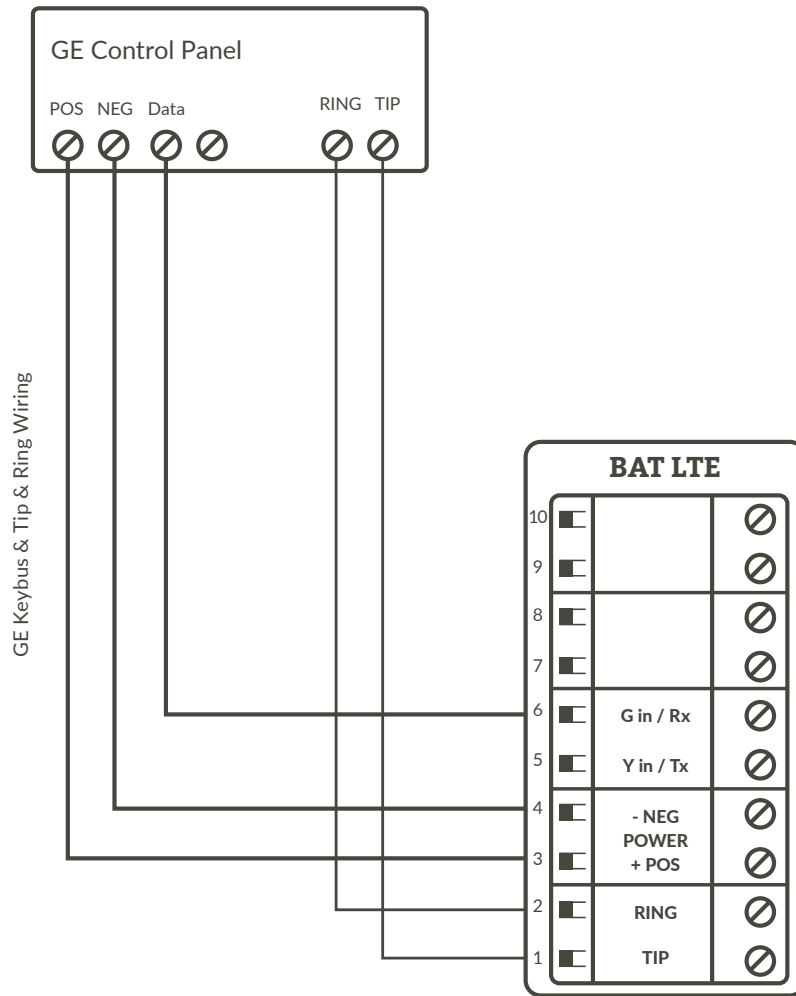 GE Control Panel
POS NEG Data RING TIP
GE Keybus & Tip & Ring Wiring
BAT LTE
10
9
8
7
6 G in / Rx
5 Y in / Tx
4 - NEG
POWER
3 + POS
2 RING
1 TIP